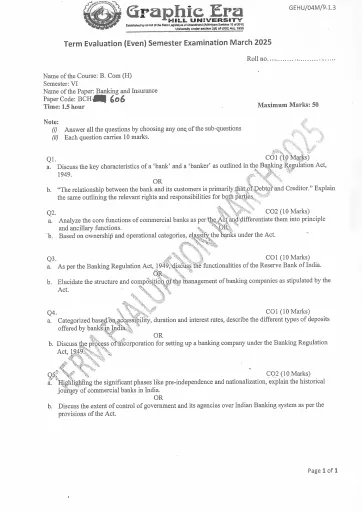 GEHU/04M/P.1.3
Graphic Era
HILL UNIVERSITY
Term Evaluation (Even) Semester Examination March 2025
Roll no.
Name of the Course: B. Com (H)
Semester: VI
Name of the Paper: Banking and Insurance
Paper Code: BCH 606
Time: 1.5 hour Maximum Marks: 50
Note:
(i) Answer all the questions by choosing any one of the sub-questions
(ii) Each question carries 10 marks.
Q1. CO1 (10 Marks)
a. Discuss the key characteristics of a 'bank' and a 'banker' as outlined in the Banking Regulation Act,
1949.
OR
b. "The relationship between the bank and its customers is primarily that of Debtor and Creditor." Explain
the same outlining the relevant rights and responsibilities for both parties.
Q2. CO2 (10 Marks)
a. Analyze the core functions of commercial banks as per the Act and differentiate them into principle
and ancillary functions. OR
b. Based on ownership and operational categories, classify the banks under the Act.
Q3. CO1 (10 Marks)
a. As per the Banking Regulation Act, 1949, discuss the functionalities of the Reserve Bank of India.
OR
b. Elucidate the structure and composition of the management of banking companies as stipulated by the
Act.
Q4. CO1 (10 Marks)
a. Categorized based on accessibility, duration and interest rates, describe the different types of deposits
offered by banks in India.
OR
b. Discuss the process of incorporation for setting up a banking company under the Banking Regulation
Act, 1949.
Q5. CO2 (10 Marks)
a. Highlighting the significant phases like pre-independence and nationalization, explain the historical
journey of commercial banks in India.
OR
b. Discuss the extent of control of government and its agencies over Indian Banking system as per the
provisions of the Act.
TERM EVALUATION MARCH 2025
Page 1 of 1